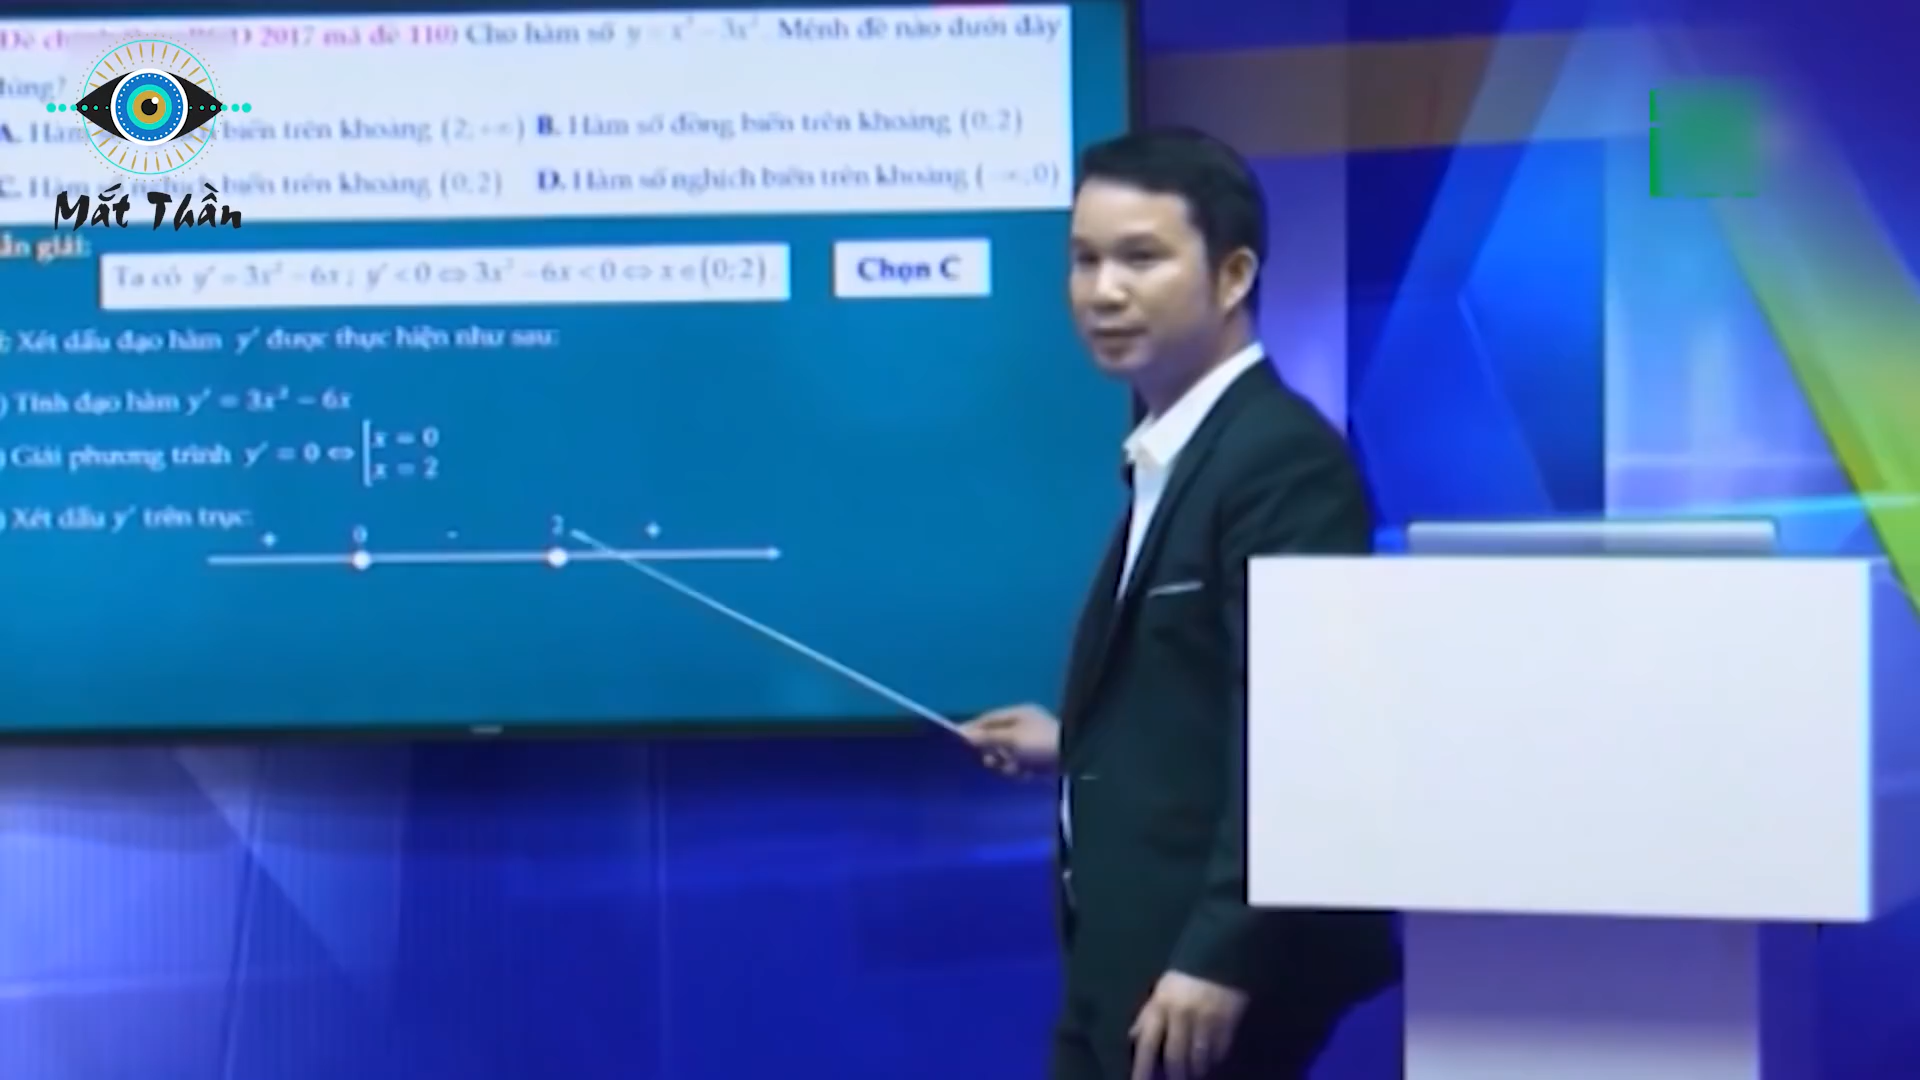 2017 mã đề 110) Cho hàm số y = x³ - 3x². Mệnh đề nào dưới đây
đúng?
A. Hàm biến trên khoảng (2;+∞) B. Hàm số đồng biến trên khoảng (0;2)
C. Hàm số nghịch biến trên khoảng (0;2) D. Hàm số nghịch biến trên khoảng (-∞;0)
Mắt Thần
ẫn giải:
Ta có y' = 3x² - 6x; y' < 0 ⇔ 3x² - 6x < 0 ⇔ x ∈ (0;2).
Chọn C
: Xét dấu đạo hàm y' được thực hiện như sau:
) Tính đạo hàm y' = 3x² - 6x
) Giải phương trình y' = 0 ⇔ [x = 0
x = 2
) Xét dấu y' trên trục:
+ 0 - 2 +